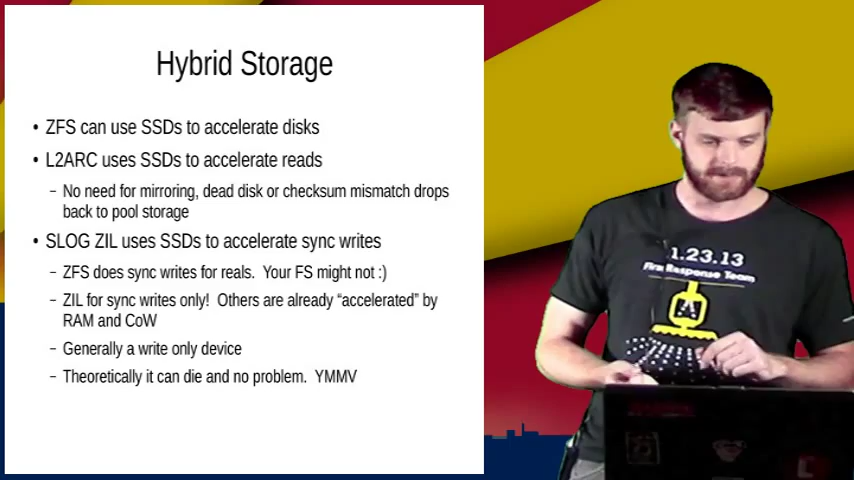 Hybrid Storage
• ZFS can use SSDs to accelerate disks
• L2ARC uses SSDs to accelerate reads
– No need for mirroring, dead disk or checksum mismatch drops
back to pool storage
• SLOG ZIL uses SSDs to accelerate sync writes
– ZFS does sync writes for reals. Your FS might not :)
– ZIL for sync writes only! Others are already “accelerated” by
RAM and CoW
– Generally a write only device
– Theoretically it can die and no problem. YMMV
1.23.13
First Response Team